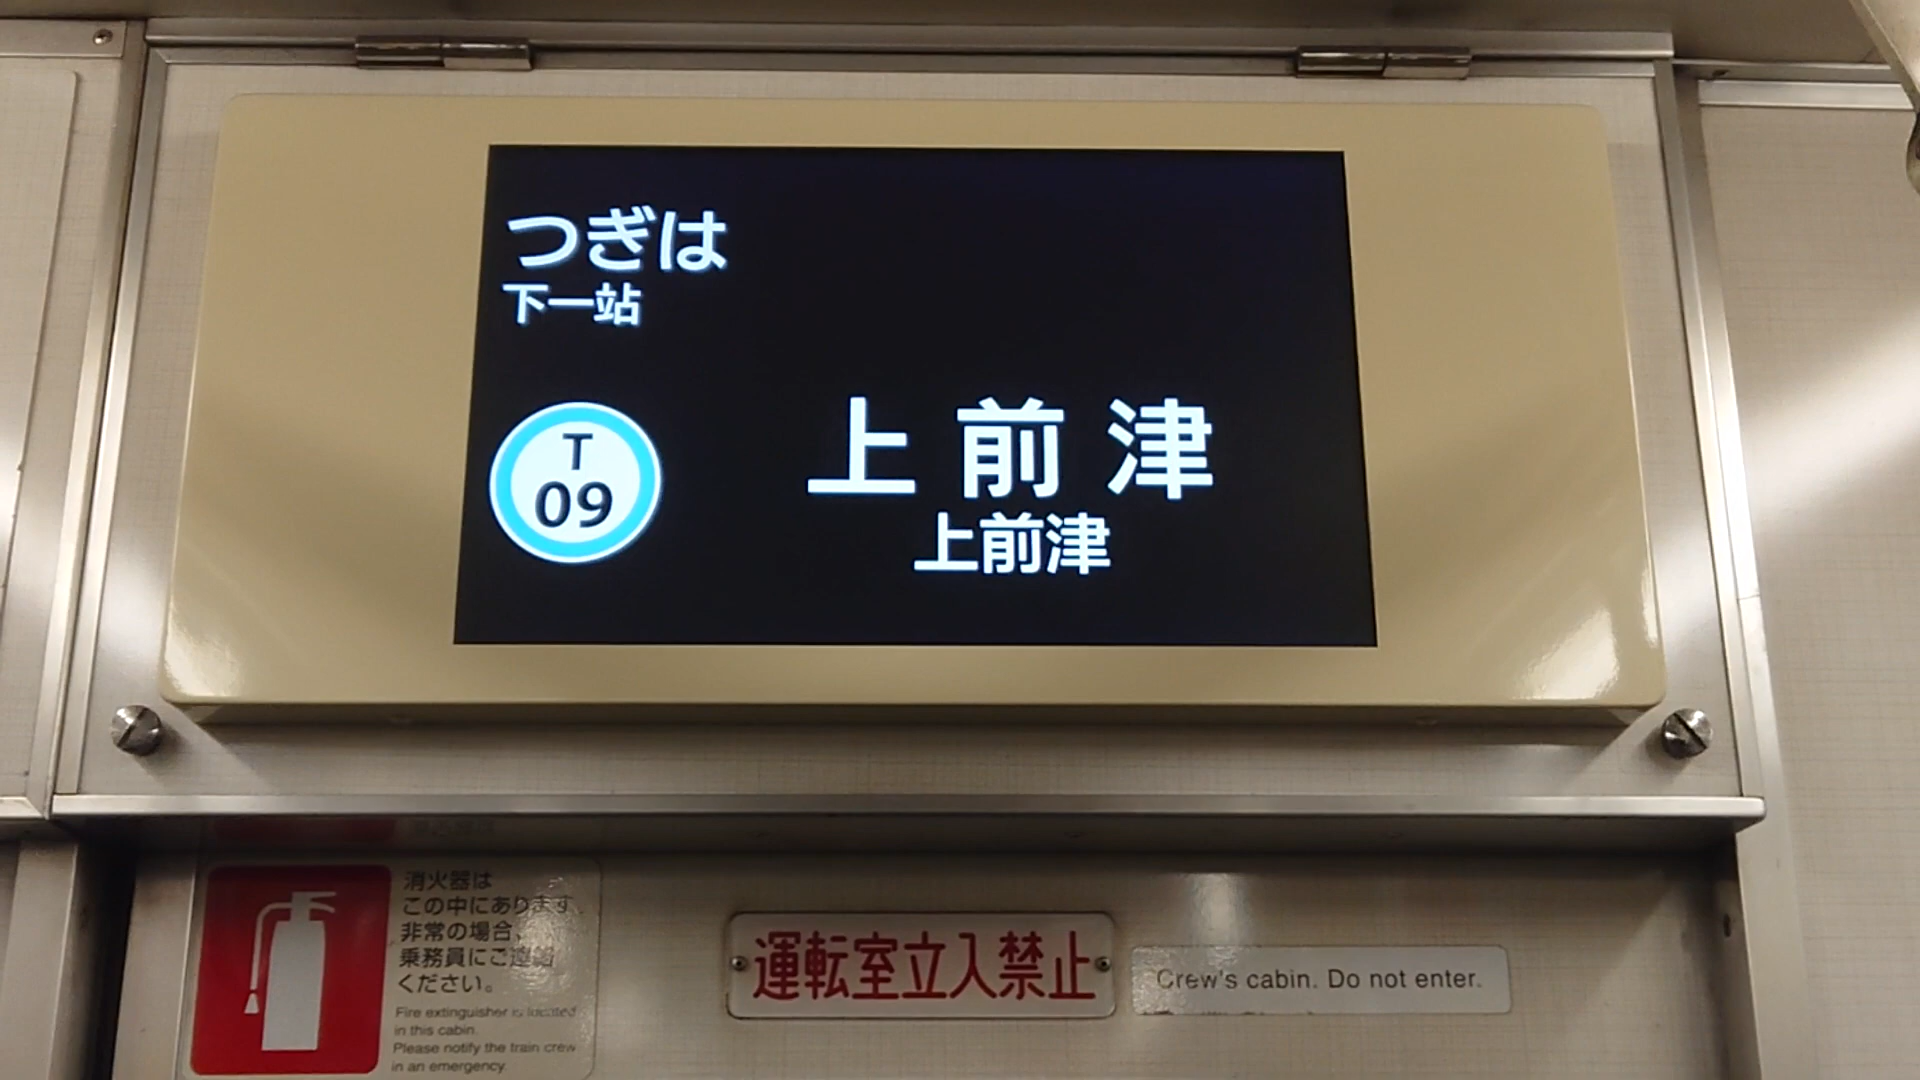 つぎは
下一站
T
09
上前津
上前津
消火器は
この中にあります。
非常の場合、
乗務員にご連絡
ください。
Fire extinguisher is located
in this cabin.
Please notify the train crew
in an emergency.
運転室立入禁止
Crew's cabin. Do not enter.